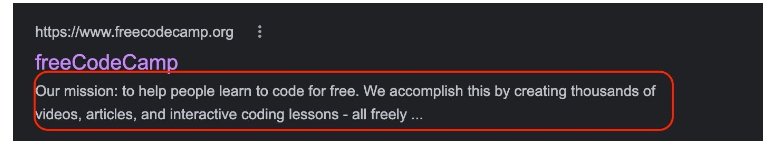 https://www.freecodecamp.org
freeCodeCamp
Our mission: to help people learn to code for free. We accomplish this by creating thousands of
videos, articles, and interactive coding lessons - all freely ...